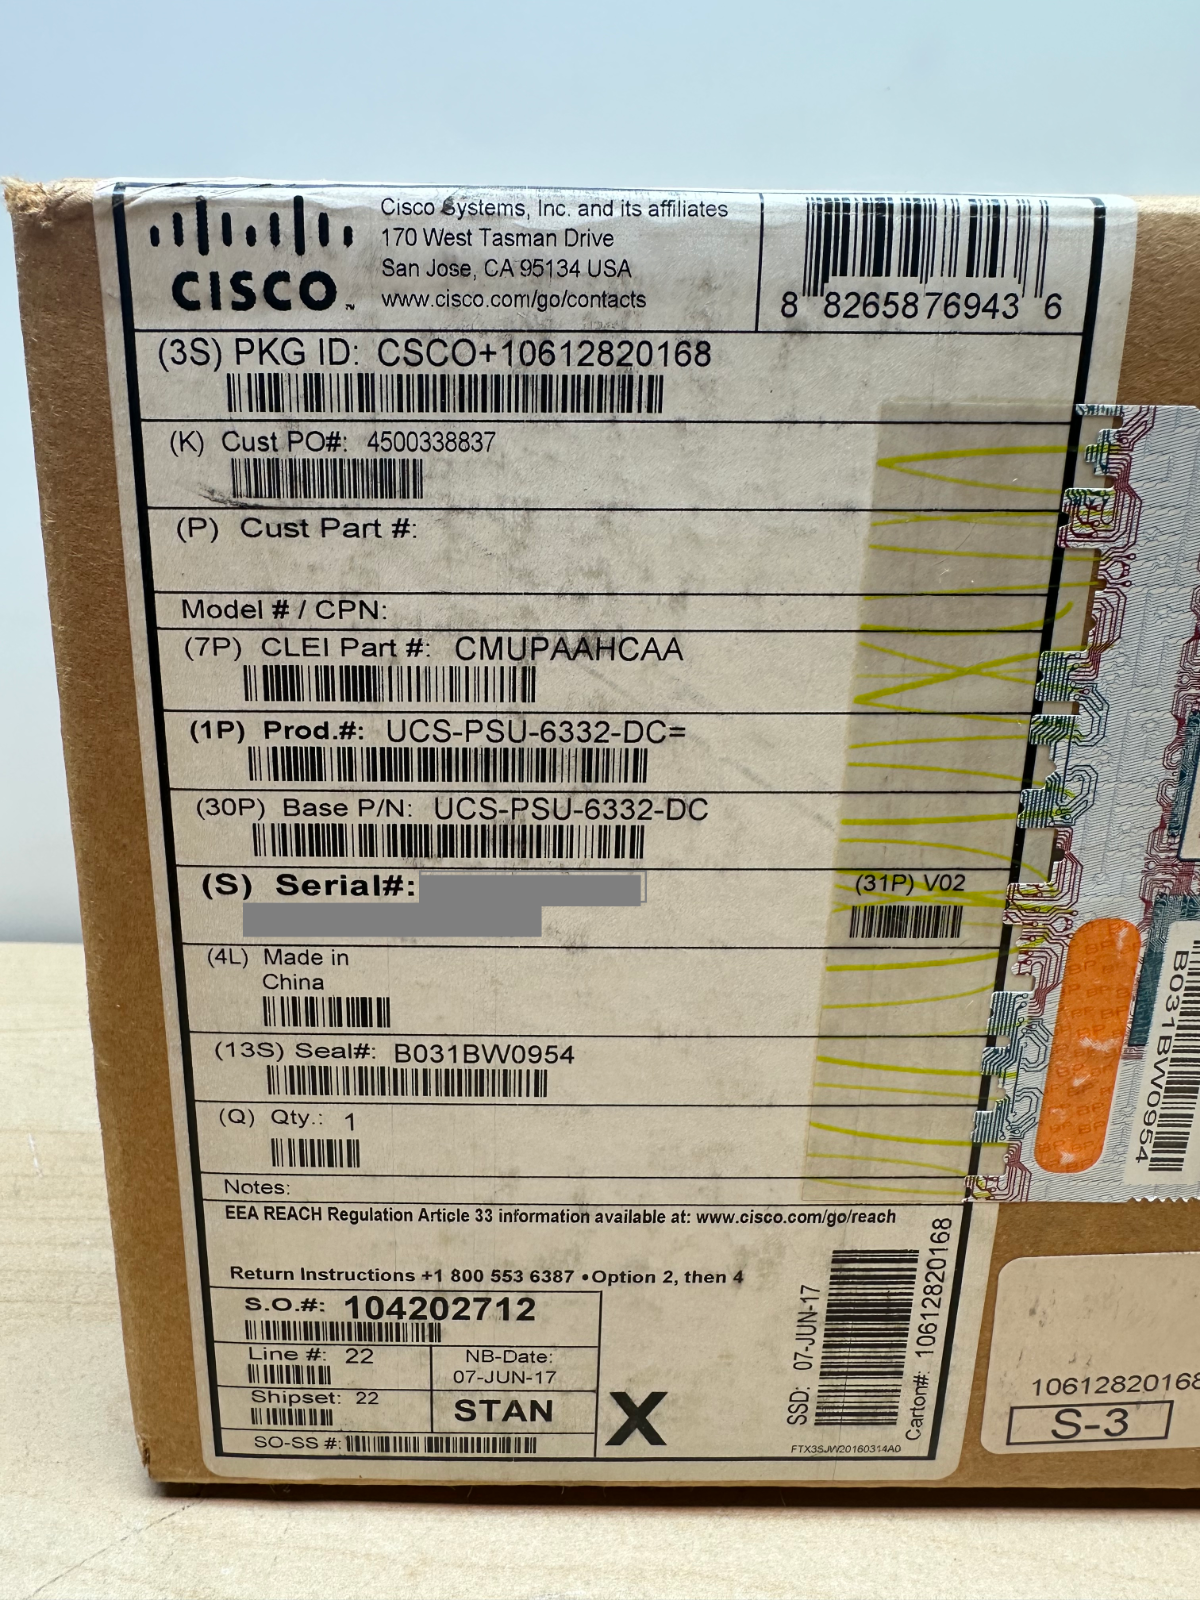 CISCO™
Cisco Systems, Inc. and its affiliates
170 West Tasman Drive
San Jose, CA 95134 USA
www.cisco.com/go/contacts
8 8265876943 6
(3S) PKG ID: CSCO+10612820168
(K) Cust PO#: 4500338837
(P) Cust Part #:
Model # / CPN:
(7P) CLEI Part #: CMUPAAHCAA
(1P) Prod.#: UCS-PSU-6332-DC=
(30P) Base P/N: UCS-PSU-6332-DC
(S) Serial#:
(31P) V02
(4L) Made in
China
(13S) Seal#: B031BW0954
(Q) Qty.: 1
Notes:
EEA REACH Regulation Article 33 information available at: www.cisco.com/go/reach
Return Instructions +1 800 553 6387 •Option 2, then 4
S.O.#: 104202712
Line #: 22
NB-Date:
07-JUN-17
Shipset: 22
STAN
SO-SS #:
X
SSD: 07-JUN-17
Carton#: 10612820168
FTX3SJW20160314A0
B031BW0954
10612820168
S-3